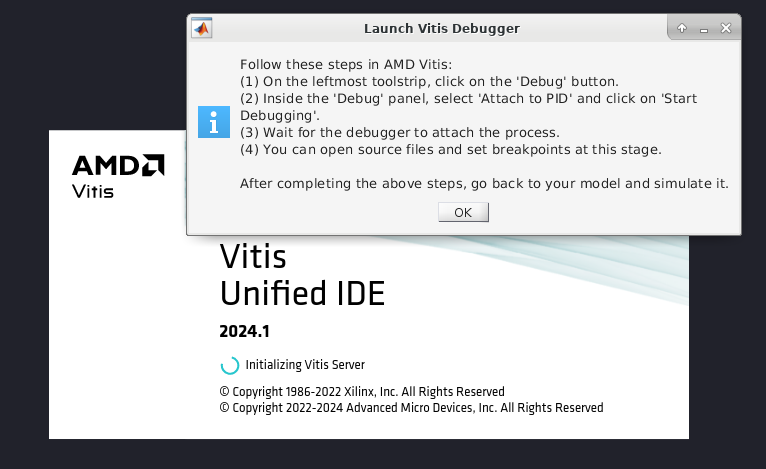 Launch Vitis Debugger
Follow these steps in AMD Vitis:
(1) On the leftmost toolstrip, click on the 'Debug' button.
(2) Inside the 'Debug' panel, select 'Attach to PID' and click on 'Start
Debugging'.
(3) Wait for the debugger to attach the process.
(4) You can open source files and set breakpoints at this stage.
After completing the above steps, go back to your model and simulate it.
OK
AMD
Vitis
Vitis
Unified IDE
2024.1
Initializing Vitis Server
© Copyright 1986-2022 Xilinx, Inc. All Rights Reserved
© Copyright 2022-2024 Advanced Micro Devices, Inc. All Rights Reserved